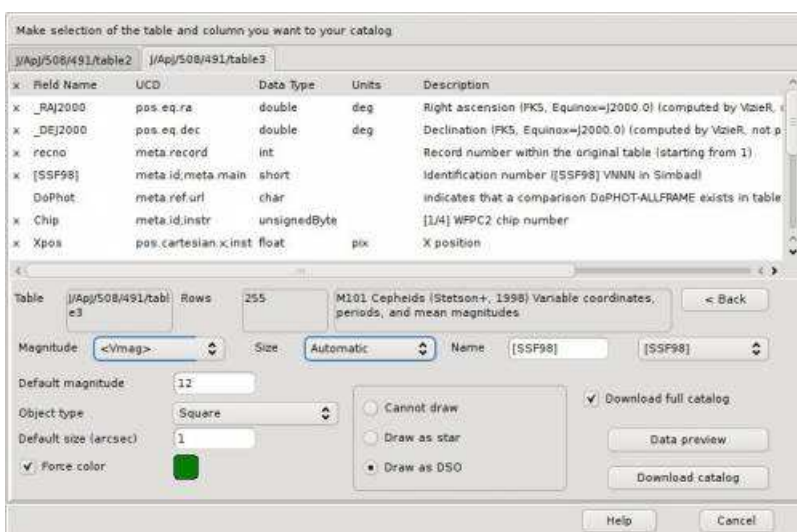 Make selection of the table and column you want to your catalog
J/ApJ/508/491/table2 J/ApJ/508/491/table3
x Field Name UCD Data Type Units Description
x _RAJ2000 pos.eq.ra double deg Right ascension (FK5, Equinox=J2000.0) (computed by VizieR,
x _DEJ2000 pos.eq.dec double deg Declination (FK5, Equinox=J2000.0) (computed by VizieR, not p
x recno meta.record int Record number within the original table (starting from 1)
x [SSF98] meta.id;meta.main short Identification number ([SSF98] VNNN in Simbad)
DoPhot meta.ref.url char indicates that a comparison DoPHOT-ALLFRAME exists in table
x Chip meta.id;instr unsignedByte [1/4] WFPC2 chip number
x Xpos pos.cartesian.x;inst float pix X position
Table J/ApJ/508/491/tabl Rows 255 M101 Cepheids (Stetson+, 1998) Variable coordinates, < Back
e3 periods, and mean magnitudes
Magnitude <Vmag> Size Automatic Name [SSF98] [SSF98]
Default magnitude 12
Object type Square
Default size (arcsec) 1
Force color
Cannot draw
Draw as star
Draw as DSO
Download full catalog
Data preview
Download catalog
Help Cancel